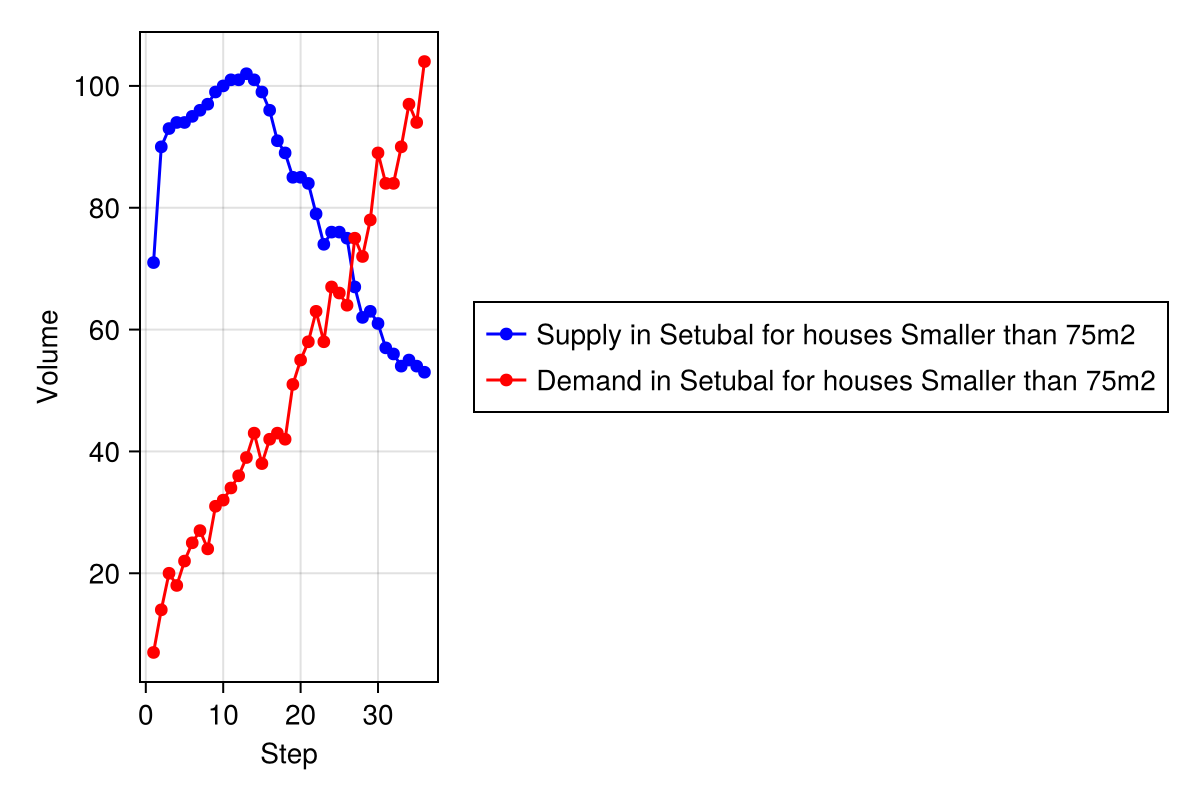 100
80
60
40
20
Volume
0 10 20 30
Step
Supply in Setubal for houses Smaller than 75m2
Demand in Setubal for houses Smaller than 75m2